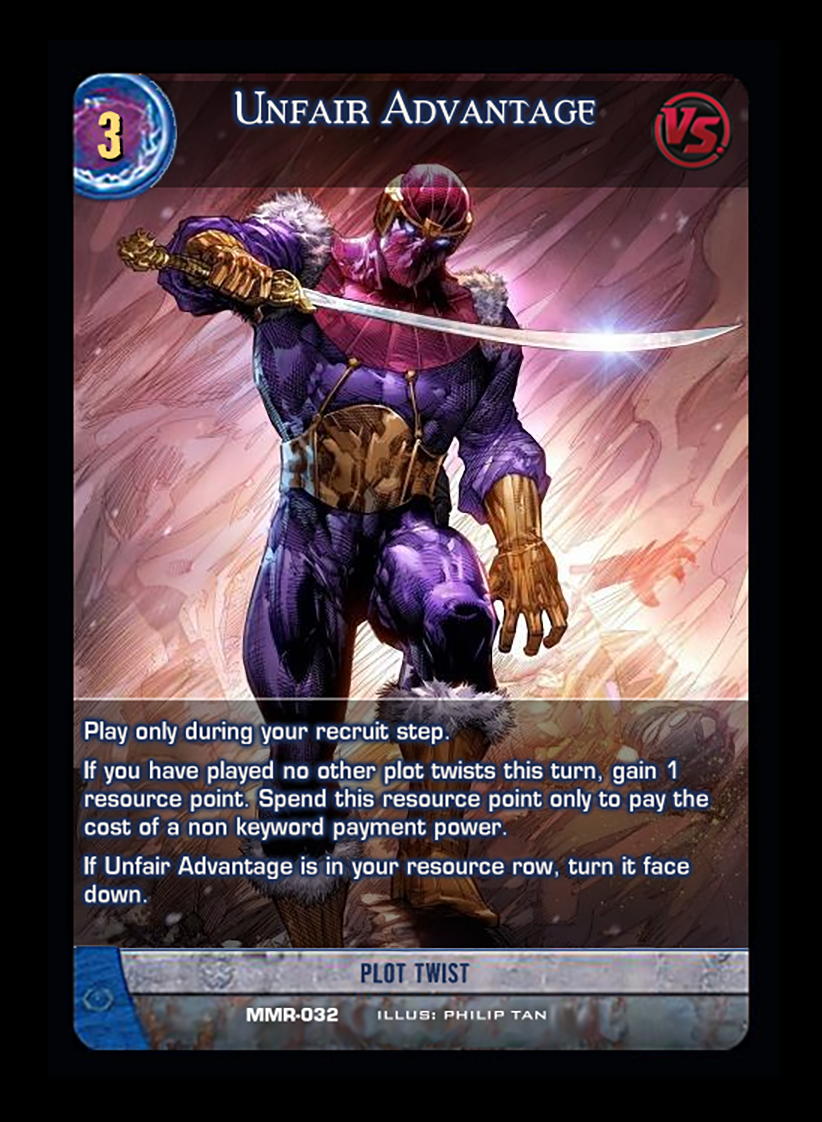 3
Unfair Advantage
VS.
Play only during your recruit step.
If you have played no other plot twists this turn, gain 1
resource point. Spend this resource point only to pay the
cost of a non keyword payment power.
If Unfair Advantage is in your resource row, turn it face
down.
PLOT TWIST
MMR-032 ILLUS: PHILIP TAN